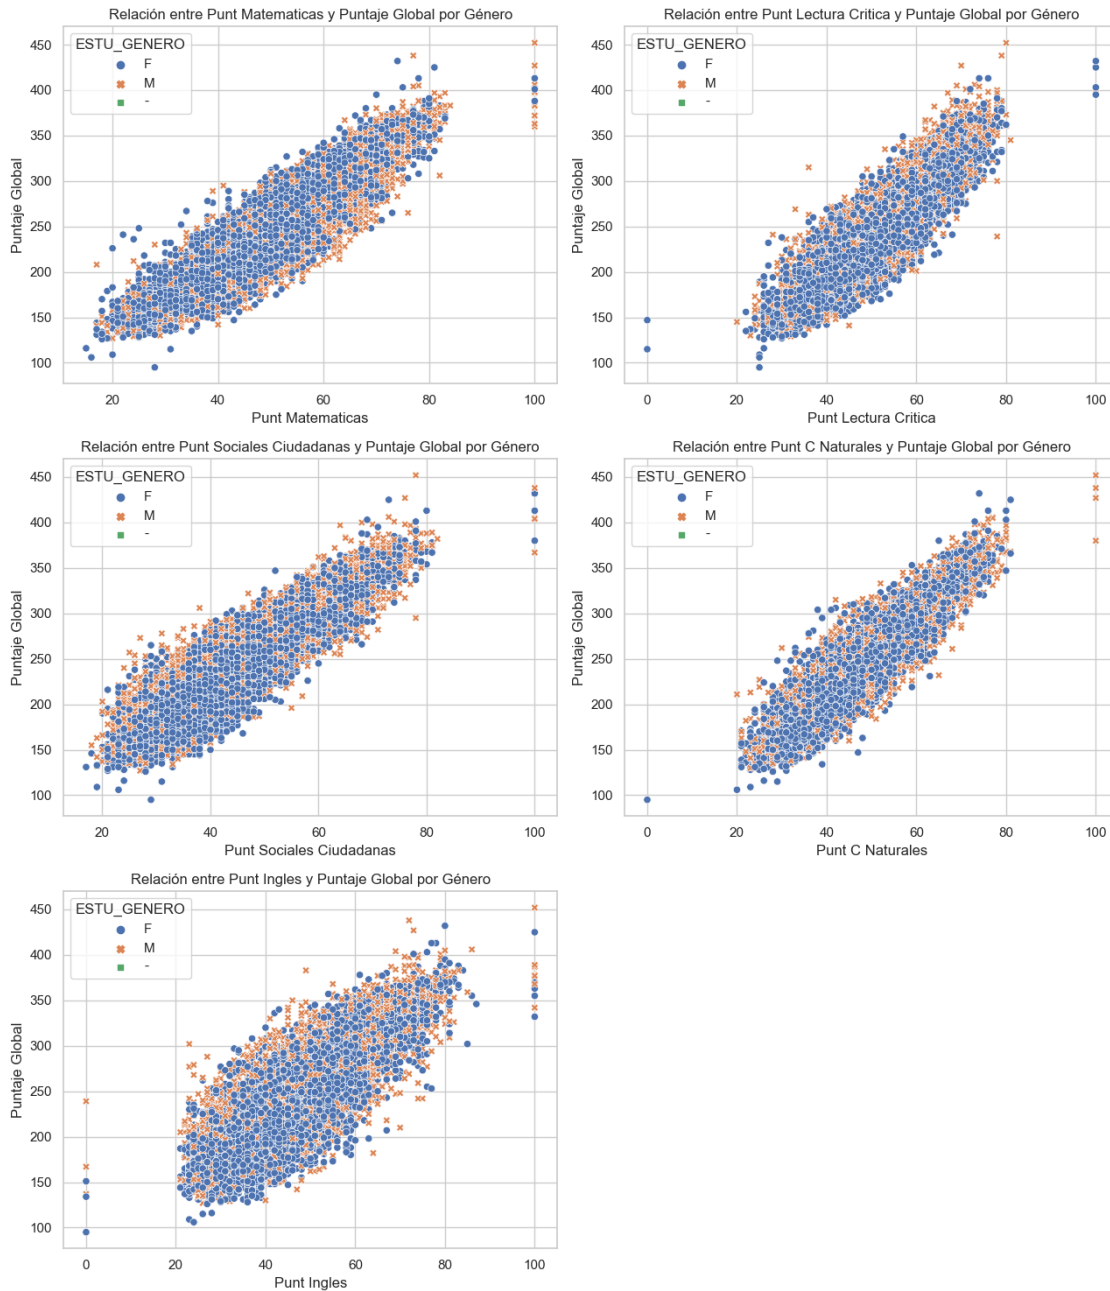 Relación entre Punt Matematicas y Puntaje Global por Género
ESTU_GENERO
F
M
-
450
400
350
300
250
200
150
100
Puntaje Global
20
40
60
80
100
Punt Matematicas
Relación entre Punt Lectura Critica y Puntaje Global por Género
ESTU_GENERO
F
M
-
450
400
350
300
250
200
150
100
Puntaje Global
0
20
40
60
80
100
Punt Lectura Critica
Relación entre Punt Sociales Ciudadanas y Puntaje Global por Género
ESTU_GENERO
F
M
-
450
400
350
300
250
200
150
100
Puntaje Global
20
40
60
80
100
Punt Sociales Ciudadanas
Relación entre Punt C Naturales y Puntaje Global por Género
ESTU_GENERO
F
M
-
450
400
350
300
250
200
150
100
Puntaje Global
0
20
40
60
80
100
Punt C Naturales
Relación entre Punt Ingles y Puntaje Global por Género
ESTU_GENERO
F
M
-
450
400
350
300
250
200
150
100
Puntaje Global
0
20
40
60
80
100
Punt Ingles